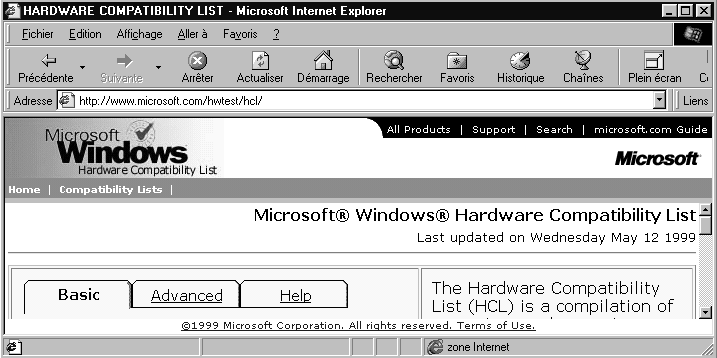 HARDWARE COMPATIBILITY LIST - Microsoft Internet Explorer
Fichier Edition Affichage Aller à Favoris ?
Précédente Suivante Arrêter Actualiser Démarrage Rechercher Favoris Historique Chaînes Plein écran
Adresse http://www.microsoft.com/hwtest/hcl/ Liens
All Products | Support | Search | microsoft.com Guide
Microsoft
Windows
Hardware Compatibility List
Microsoft
Home | Compatibility Lists |
Microsoft® Windows® Hardware Compatibility List
Last updated on Wednesday May 12 1999
Basic Advanced Help
The Hardware Compatibility
List (HCL) is a compilation of
©1999 Microsoft Corporation. All rights reserved. Terms of Use.
zone Internet